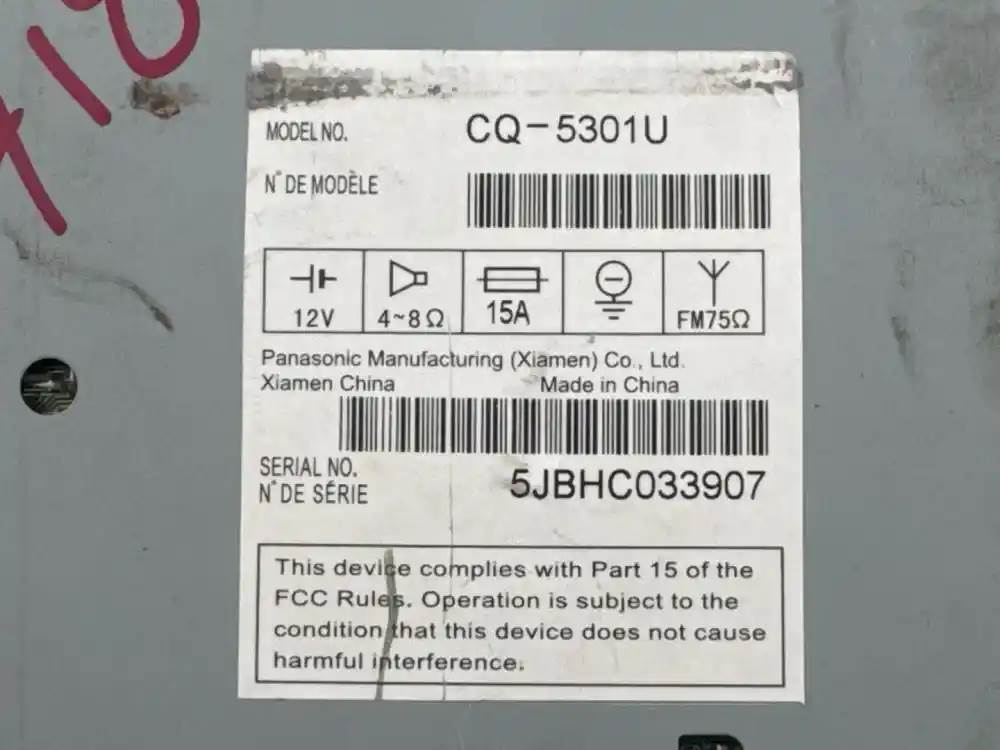 MODEL NO. CQ-5301U
N° DE MODÈLE
12V 4~8Ω 15A FM75Ω
Panasonic Manufacturing (Xiamen) Co., Ltd.
Xiamen China Made in China
SERIAL NO.
N° DE SÉRIE 5JBHC033907
This device complies with Part 15 of the
FCC Rules. Operation is subject to the
condition that this device does not cause
harmful interference.